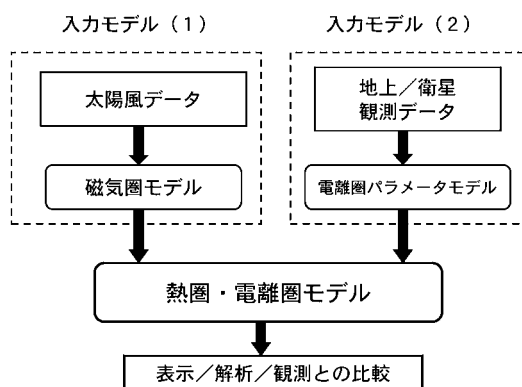 入力モデル（１）
入力モデル（２）
太陽風データ
地上／衛星
観測データ
磁気圏モデル
電離圏パラメータモデル
熱圏・電離圏モデル
表示／解析／観測との比較